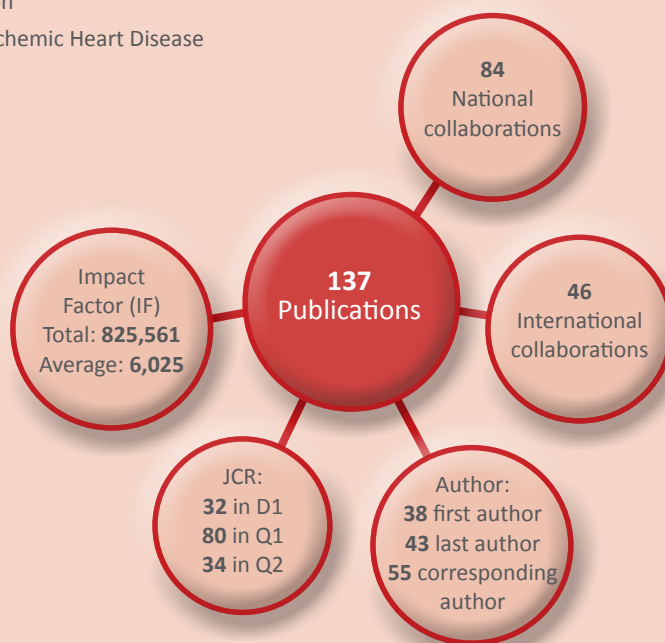 84
National
collaborations
137
Publications
46
International
collaborations
Impact
Factor (IF)
Total: 825,561
Average: 6,025
JCR:
32 in D1
80 in Q1
34 in Q2
Author:
38 first author
43 last author
55 corresponding
author
Heart Disease